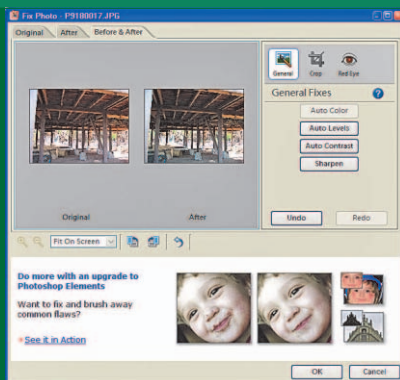 Fix Photo - P9180017.JPG
Original After Before & After
General Crop Red Eye
General Fixes
Auto Color
Auto Levels
Auto Contrast
Sharpen
Original After
Undo Redo
Fit On Screen
Do more with an upgrade to
Photoshop Elements
Want to fix and brush away
common flaws?
See it in Action
OK Cancel